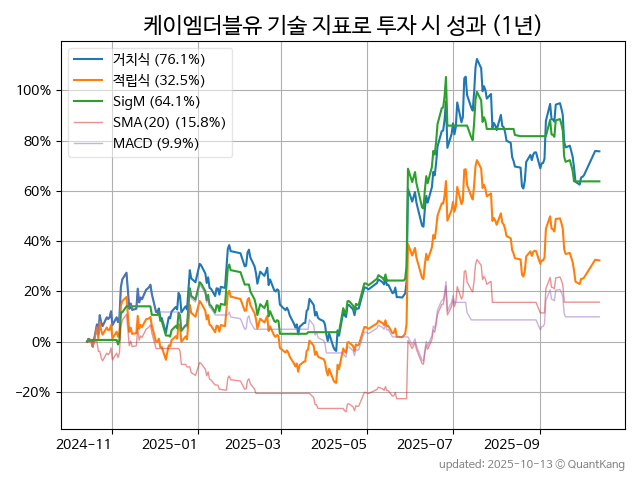 케이엠더블유 기술 지표로 투자 시 성과 (1년)
거치식 (76.1%)
적립식 (32.5%)
SigM (64.1%)
SMA(20) (15.8%)
MACD (9.9%)
100%
80%
60%
40%
20%
0%
−20%
2024-11
2025-01
2025-03
2025-05
2025-07
2025-09
updated: 2025-10-13 © QuantKang